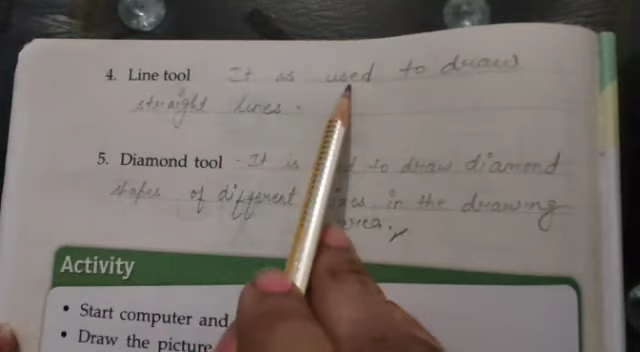 4. Line tool It as used to draw
straight lines.
5. Diamond tool - It is to draw diamond
shapes of different in the drawing
area.
Activity
• Start computer and
• Draw the picture